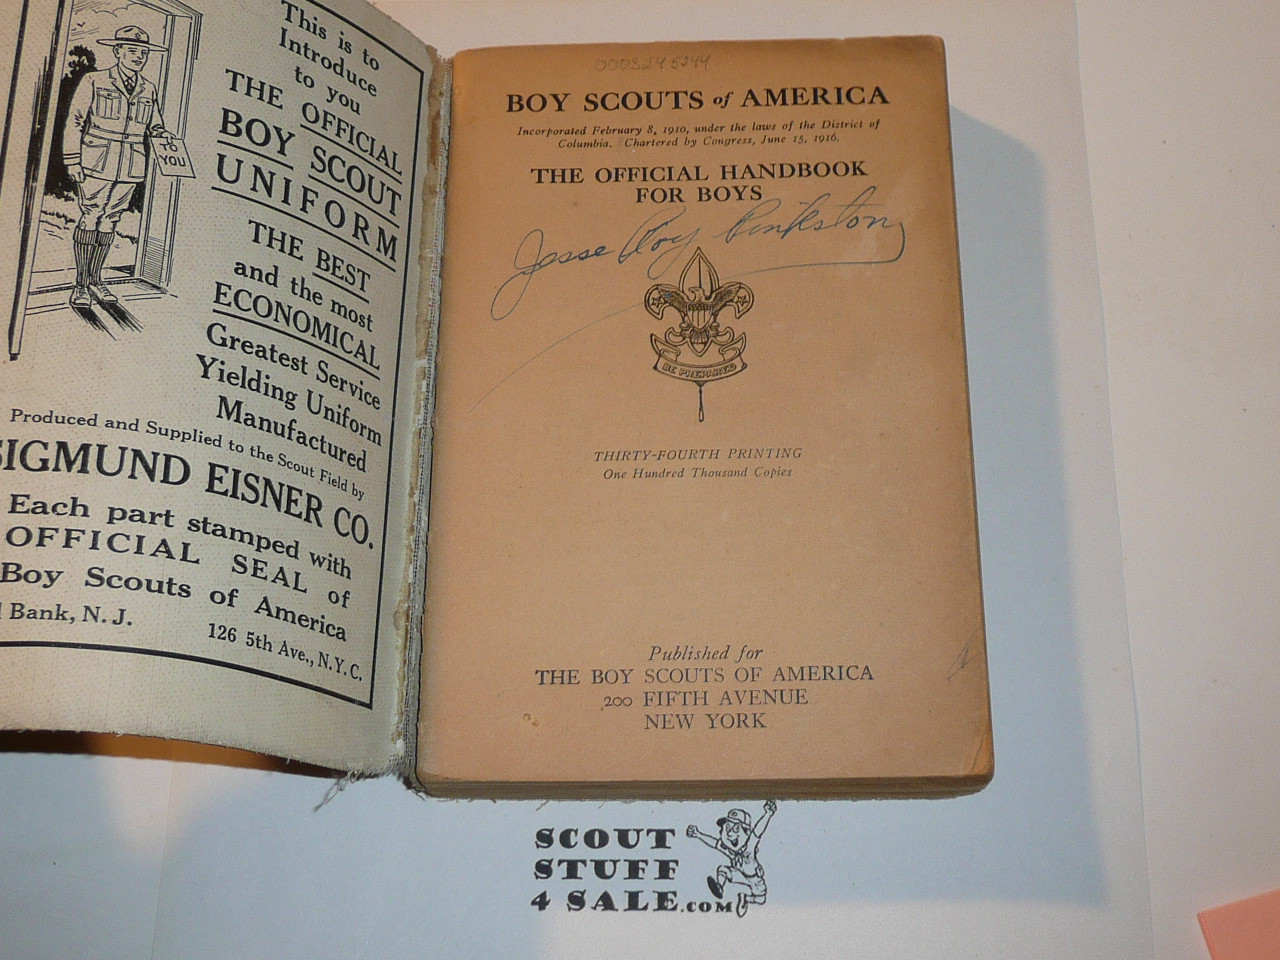 This is to
Introduce
to you
THE OFFICIAL
BOY SCOUT
UNIFORM
THE BEST
and the most
ECONOMICAL
Greatest Service
Yielding Uniform
Manufactured
Produced and Supplied to the Scout Field by
SIGMUND EISNER CO.
Each part stamped with
OFFICIAL SEAL of
Boy Scouts of America
Bank, N. J.
126 5th Ave., N.Y.C.
TO
YOU
0003245244
BOY SCOUTS of AMERICA
Incorporated February 8, 1910, under the laws of the District of
Columbia. Chartered by Congress, June 15, 1916.
THE OFFICIAL HANDBOOK
FOR BOYS
Jesse Roy Pinkston
BE PREPARED
THIRTY-FOURTH PRINTING
One Hundred Thousand Copies
Published for
THE BOY SCOUTS OF AMERICA
200 FIFTH AVENUE
NEW YORK
SCOUT
STUFF
4 SALE.COM